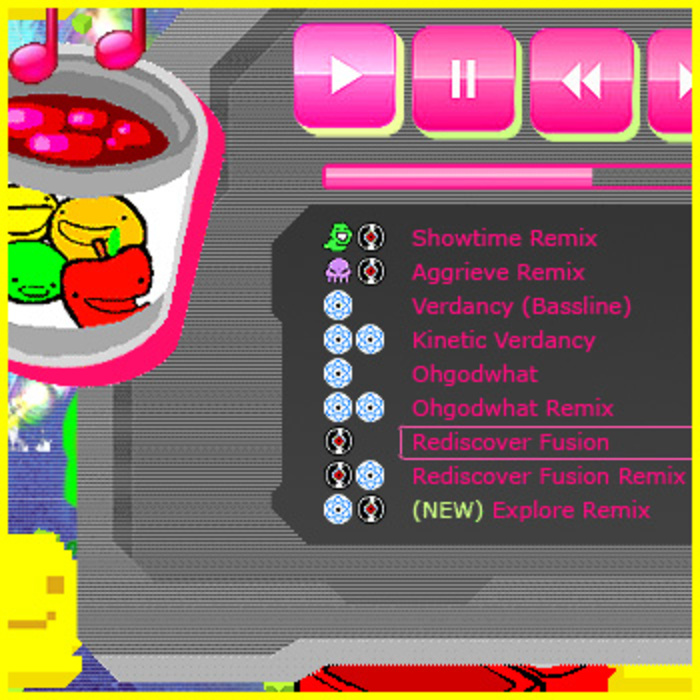 Showtime Remix
Aggrieve Remix
Verdancy (Bassline)
Kinetic Verdancy
Ohgodwhat
Ohgodwhat Remix
Rediscover Fusion
Rediscover Fusion Remix
(NEW) Explore Remix